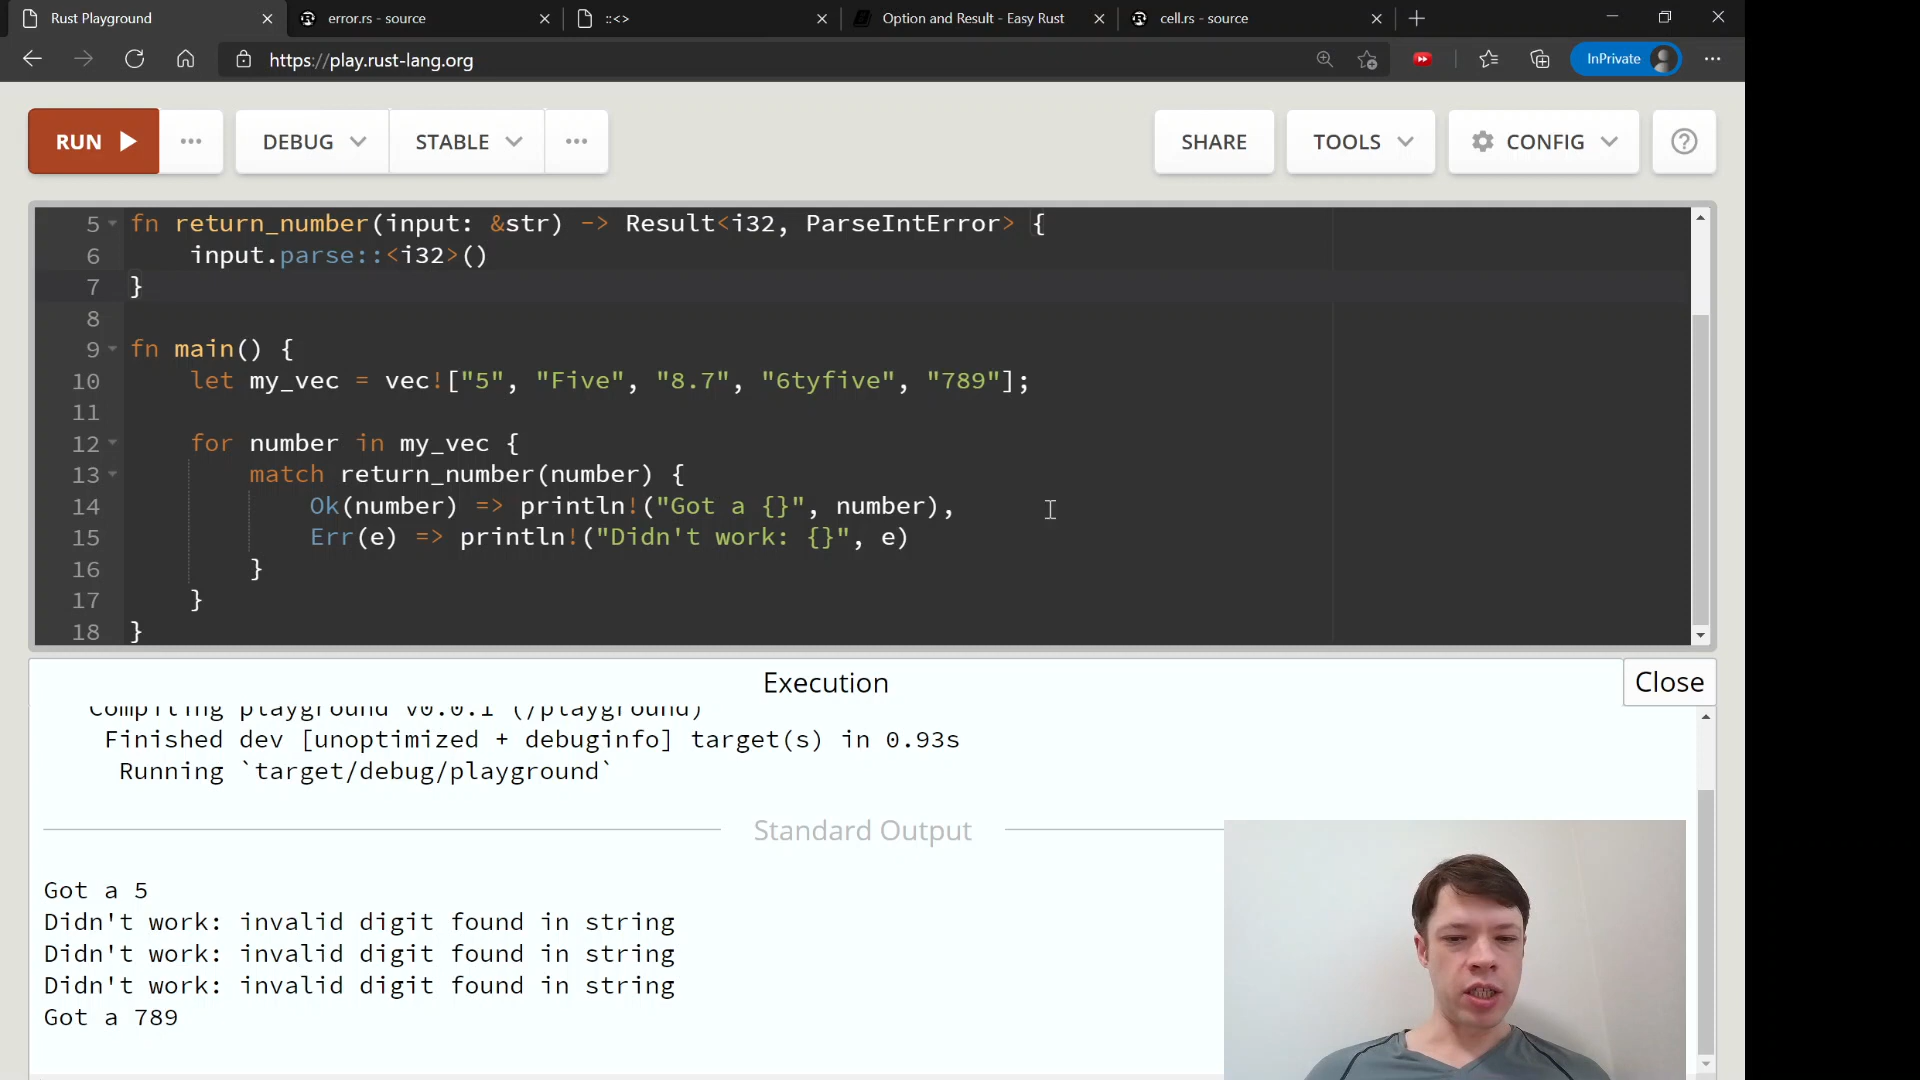 Rust Playground
error.rs - source
::<>
Option and Result - Easy Rust
cell.rs - source
https://play.rust-lang.org
InPrivate
RUN
DEBUG
STABLE
SHARE
TOOLS
CONFIG
5 fn return_number(input: &str) -> Result<i32, ParseIntError> {
6 input.parse::<i32>()
7 }
8
9 fn main() {
10 let my_vec = vec!["5", "Five", "8.7", "6tyfive", "789"];
11
12 for number in my_vec {
13 match return_number(number) {
14 Ok(number) => println!("Got a {}", number),
15 Err(e) => println!("Didn't work: {}", e)
16 }
17 }
18 }
Execution
Close
Compiling playground v0.0.1 (/playground)
Finished dev [unoptimized + debuginfo] target(s) in 0.93s
Running `target/debug/playground`
Standard Output
Got a 5
Didn't work: invalid digit found in string
Didn't work: invalid digit found in string
Didn't work: invalid digit found in string
Got a 789